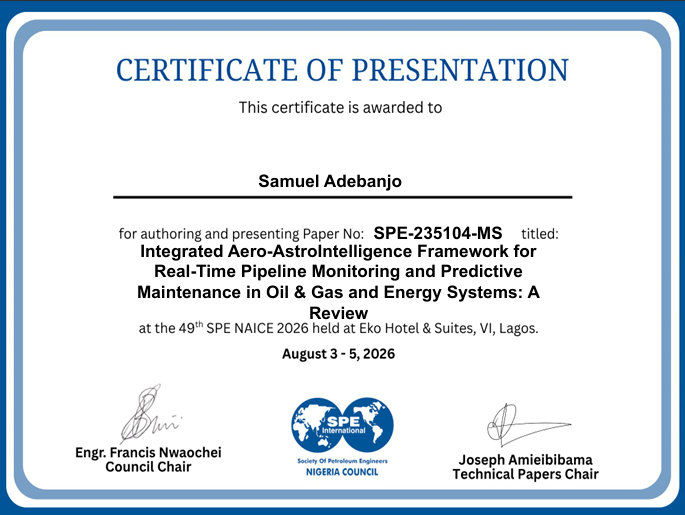 CERTIFICATE OF PRESENTATION
This certificate is awarded to
Samuel Adebanjo
for authoring and presenting Paper No: SPE-235104-MS titled:
Integrated Aero-AstroIntelligence Framework for
Real-Time Pipeline Monitoring and Predictive
Maintenance in Oil & Gas and Energy Systems: A
Review
at the 49th SPE NAICE 2026 held at Eko Hotel & Suites, VI, Lagos.
August 3 - 5, 2026
Engr. Francis Nwaochei
Council Chair
SPE
International
Society Of Petroleum Engineers
NIGERIA COUNCIL
Joseph Amieibibama
Technical Papers Chair